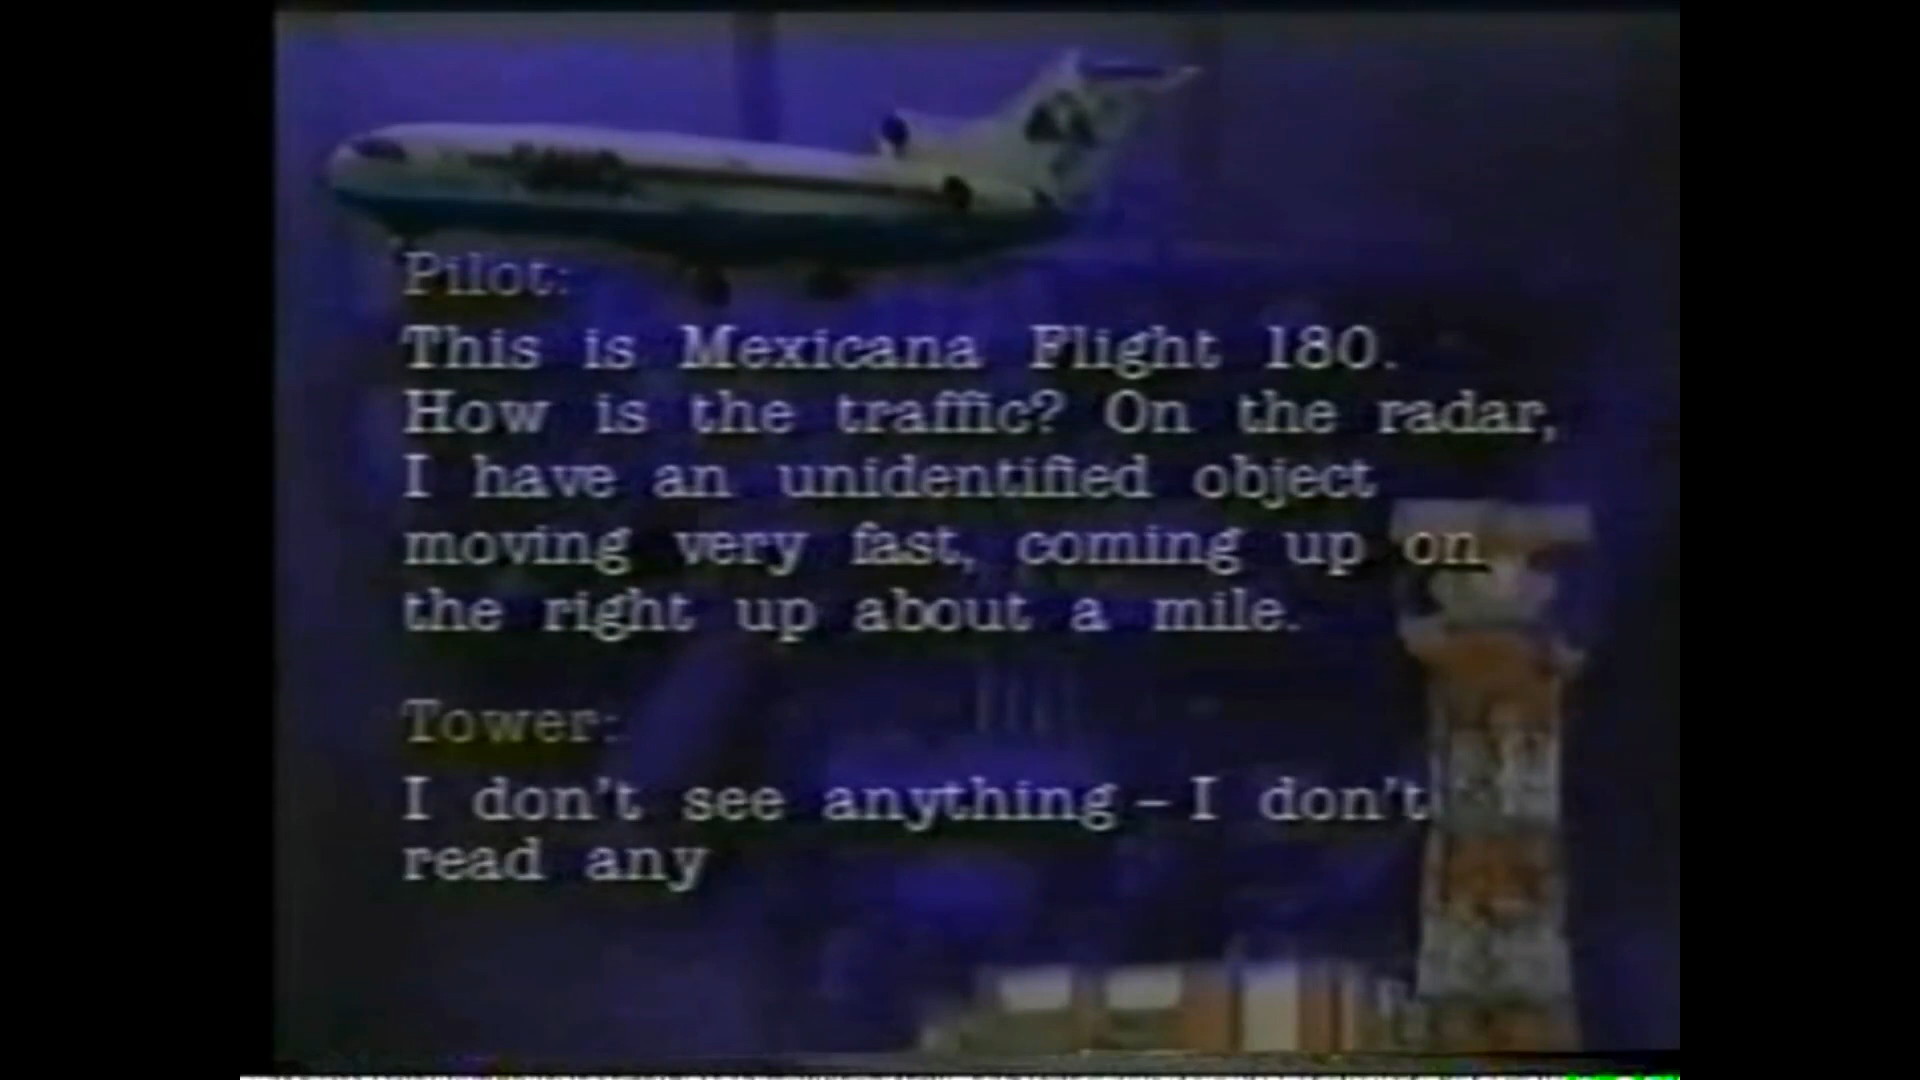 Pilot:
This is Mexicana Flight 180.
How is the traffic? On the radar,
I have an unidentified object
moving very fast, coming up on
the right up about a mile.
Tower:
I don't see anything – I don't
read any